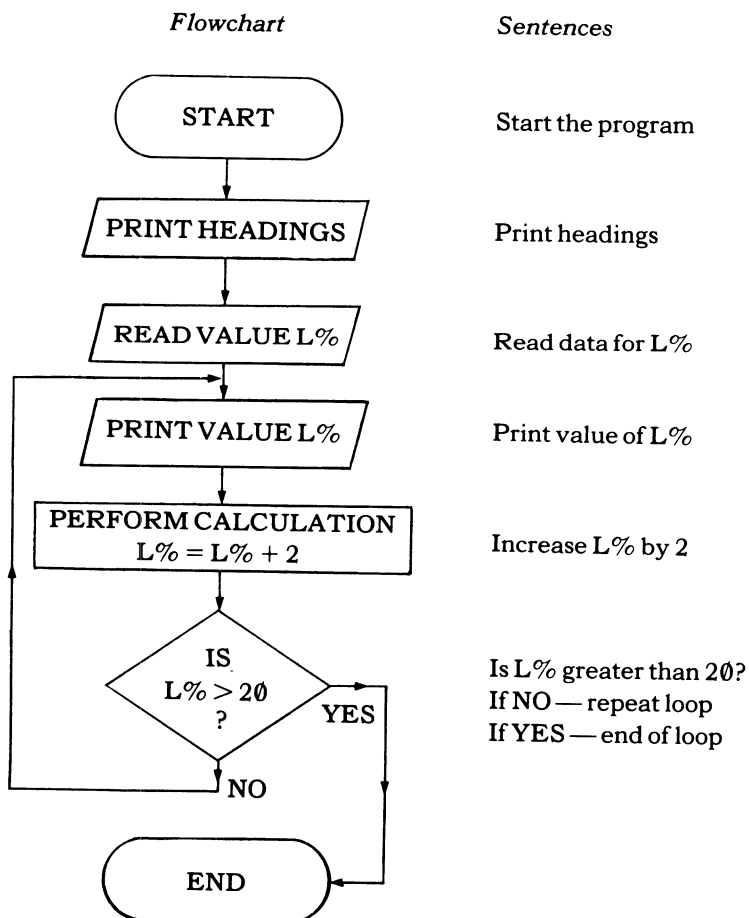 Flowchart
Sentences
START
Start the program
PRINT HEADINGS
Print headings
READ VALUE L%
Read data for L%
PRINT VALUE L%
Print value of L%
PERFORM CALCULATION
L% = L% + 2
Increase L% by 2
IS
L% > 20
?
YES
NO
Is L% greater than 20?
If NO — repeat loop
If YES — end of loop
END